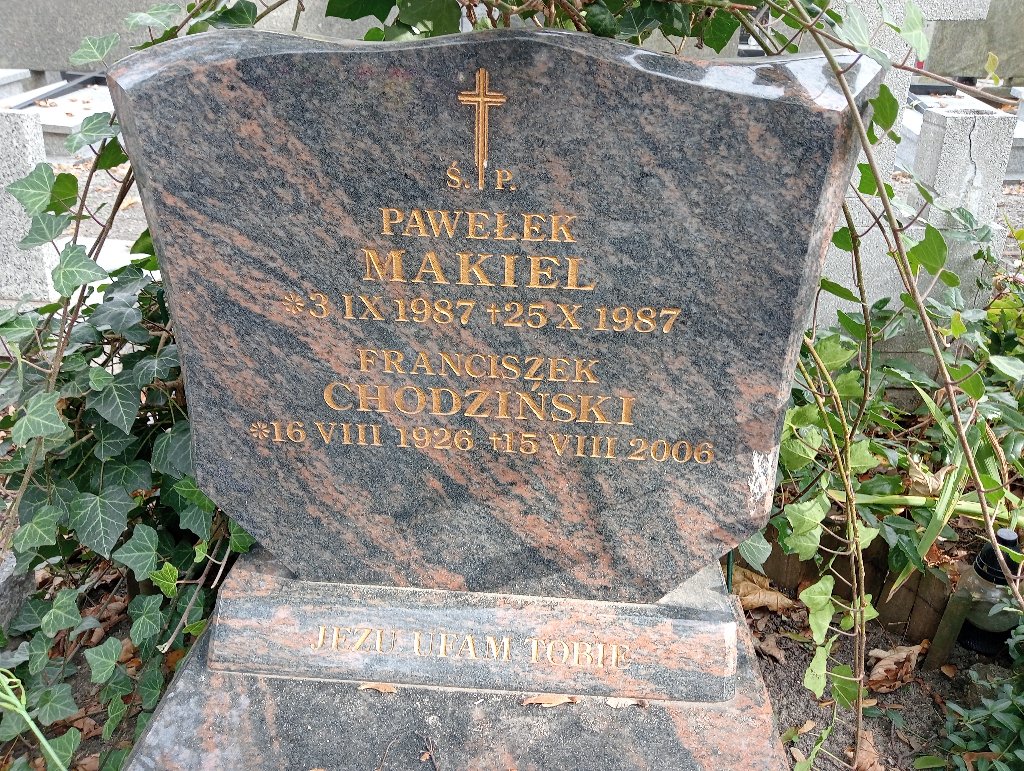 Ś. P.
PAWEŁEK
MAKIEL
*3 IX 1987 †25 X 1987
FRANCISZEK
CHODZIŃSKI
*16 VIII 1926 †15 VIII 2006
JEZU UFAM TOBIE